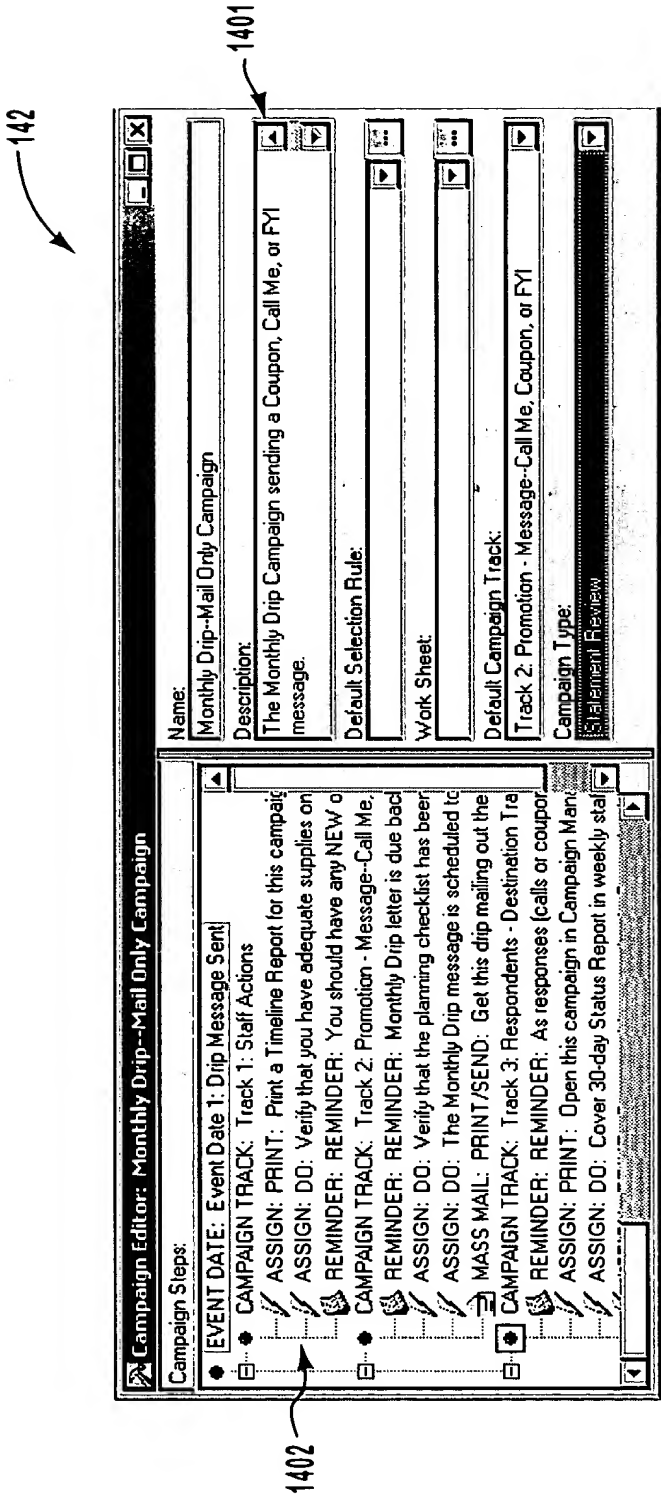 142
Campaign Editor: Monthly Drip--Mail Only Campaign
Campaign Steps:
EVENT DATE: Event Date 1: Drip Message Sent
CAMPAIGN TRACK: Track 1: Staff Actions
ASSIGN: PRINT: Print a Timeline Report for this campaig
ASSIGN: DO: Verify that you have adequate supplies on
REMINDER: REMINDER: You should have any NEW o
CAMPAIGN TRACK: Track 2: Promotion - Message--Call Me,
REMINDER: REMINDER: Monthly Drip letter is due back
ASSIGN: DO: Verify that the planning checklist has been
ASSIGN: DO: The Monthly Drip message is scheduled to
MASS MAIL: PRINT/SEND: Get this drip mailing out the
CAMPAIGN TRACK: Track 3: Respondents - Destination Tra
REMINDER: REMINDER: As responses (calls or coupon
ASSIGN: PRINT: Open this campaign in Campaign Mana
ASSIGN: DO: Cover 30-day Status Report in weekly staf
1402
Name:
Monthly Drip--Mail Only Campaign
Description:
The Monthly Drip Campaign sending a Coupon, Call Me, or FYI
message.
1401
Default Selection Rule:
Work Sheet:
Default Campaign Track:
Track 2: Promotion - Message--Call Me, Coupon, or FYI
Campaign Type:
Statement Review